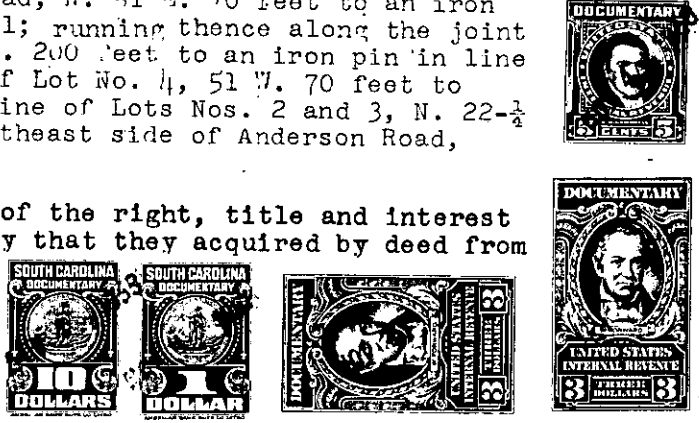 ad, N. 51 W. 70 feet to an iron
1; running thence along the joint
. 200 feet to an iron pin in line
f Lot No. 4, 51 W. 70 feet to
ine of Lots Nos. 2 and 3, N. 22-¼
theast side of Anderson Road,
of the right, title and interest
y that they acquired by deed from
DOCUMENTARY
UNITED STATES
5 CENTS 5
DOCUMENTARY
UNITED STATES
INTERNAL REVENUE
3 THREE DOLLARS 3
SOUTH CAROLINA
DOCUMENTARY
10
DOLLARS
SOUTH CAROLINA
DOCUMENTARY
1
DOLLAR
DOCUMENTARY
UNITED STATES
INTERNAL REVENUE
3 THREE DOLLARS 3